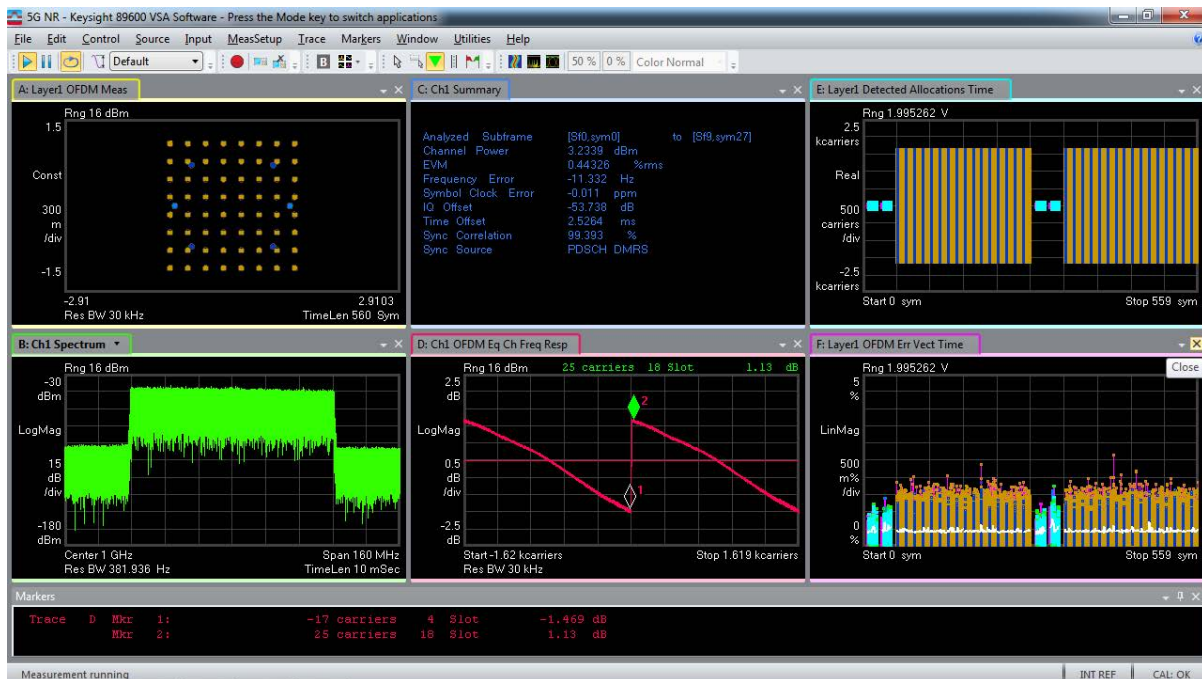 5G NR - Keysight 89600 VSA Software - Press the Mode key to switch applications
File Edit Control Source Input MeasSetup Trace Markers Window Utilities Help
Default B 50 % 0 % Color Normal
A: Layer1 OFDM Meas
Rng 16 dBm
1.5
Const
300
m
/div
-1.5
-2.91 2.9103
Res BW 30 kHz TimeLen 560 Sym
C: Ch1 Summary
Analyzed Subframe [Sf0,sym0] to [Sf9,sym27]
Channel Power 3.2339 dBm
EVM 0.44326 %rms
Frequency Error -11.332 Hz
Symbol Clock Error -0.011 ppm
IQ Offset -53.738 dB
Time Offset 2.5264 ms
Sync Correlation 99.393 %
Sync Source PDSCH DMRS
E: Layer1 Detected Allocations Time
Rng 1.995262 V
2.5
kcarriers
Real
500
carriers
/div
-2.5
kcarriers
Start 0 sym Stop 559 sym
B: Ch1 Spectrum
Rng 16 dBm
-30
dBm
LogMag
15
dB
/div
-180
dBm
Center 1 GHz Span 160 MHz
Res BW 381.936 Hz TimeLen 10 mSec
D: Ch1 OFDM Eq Ch Freq Resp
Rng 16 dBm 25 carriers 18 Slot 1.13 dB
2.5
dB
2
LogMag
0.5
dB
/div
1
-2.5
dB
Start -1.62 kcarriers Stop 1.619 kcarriers
Res BW 30 kHz
F: Layer1 OFDM Err Vect Time
Close
Rng 1.995262 V
5
%
LinMag
500
m%
/div
0
%
Start 0 sym Stop 559 sym
Markers
Trace D Mkr 1: -17 carriers 4 Slot -1.469 dB
Mkr 2: 25 carriers 18 Slot 1.13 dB
Measurement running INT REF CAL: OK